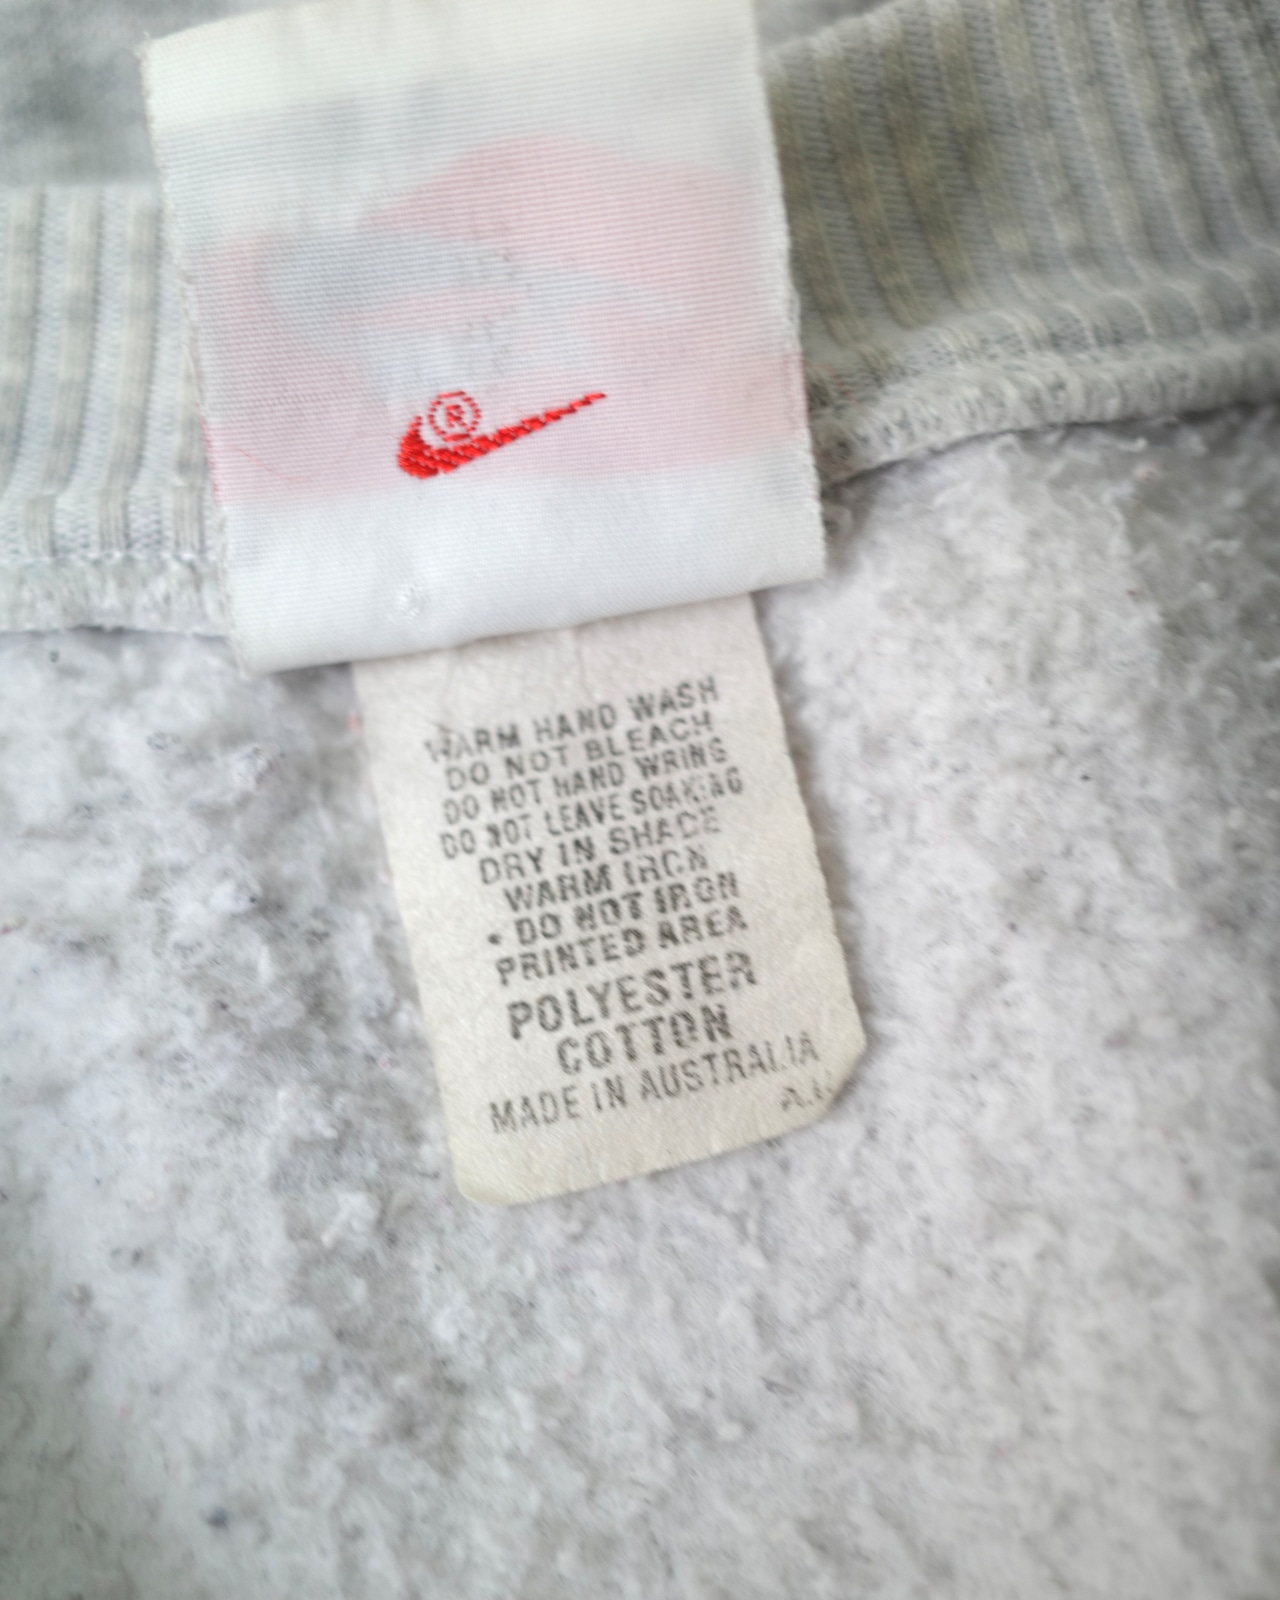 ®
WARM HAND WASH
DO NOT BLEACH
DO NOT HAND WRING
DO NOT LEAVE SOAKING
DRY IN SHADE
WARM IRON
• DO NOT IRON
PRINTED AREA
POLYESTER
COTTON
MADE IN AUSTRALIA